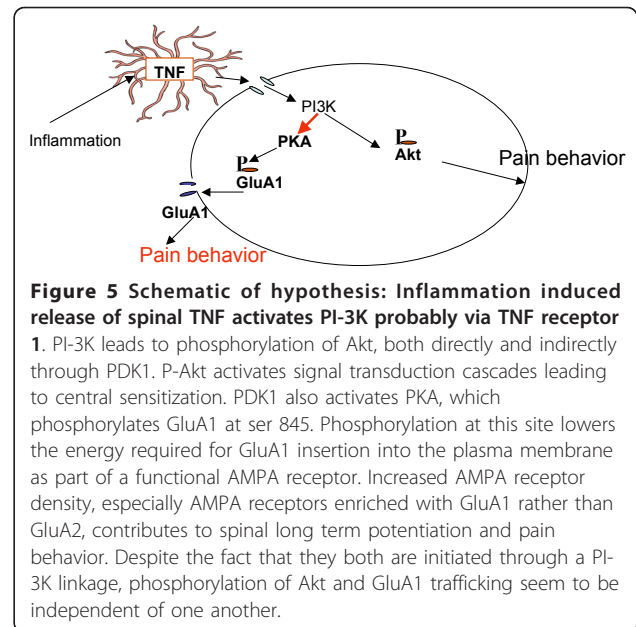 TNF
Inflammation
PI3K
PKA
P
Akt
P
GluA1
GluA1
Pain behavior
Pain behavior
Figure 5 Schematic of hypothesis: Inflammation induced
release of spinal TNF activates PI-3K probably via TNF receptor
1. PI-3K leads to phosphorylation of Akt, both directly and indirectly
through PDK1. P-Akt activates signal transduction cascades leading
to central sensitization. PDK1 also activates PKA, which
phosphorylates GluA1 at ser 845. Phosphorylation at this site lowers
the energy required for GluA1 insertion into the plasma membrane
as part of a functional AMPA receptor. Increased AMPA receptor
density, especially AMPA receptors enriched with GluA1 rather than
GluA2, contributes to spinal long term potentiation and pain
behavior. Despite the fact that they both are initiated through a PI-
3K linkage, phosphorylation of Akt and GluA1 trafficking seem to be
independent of one another.